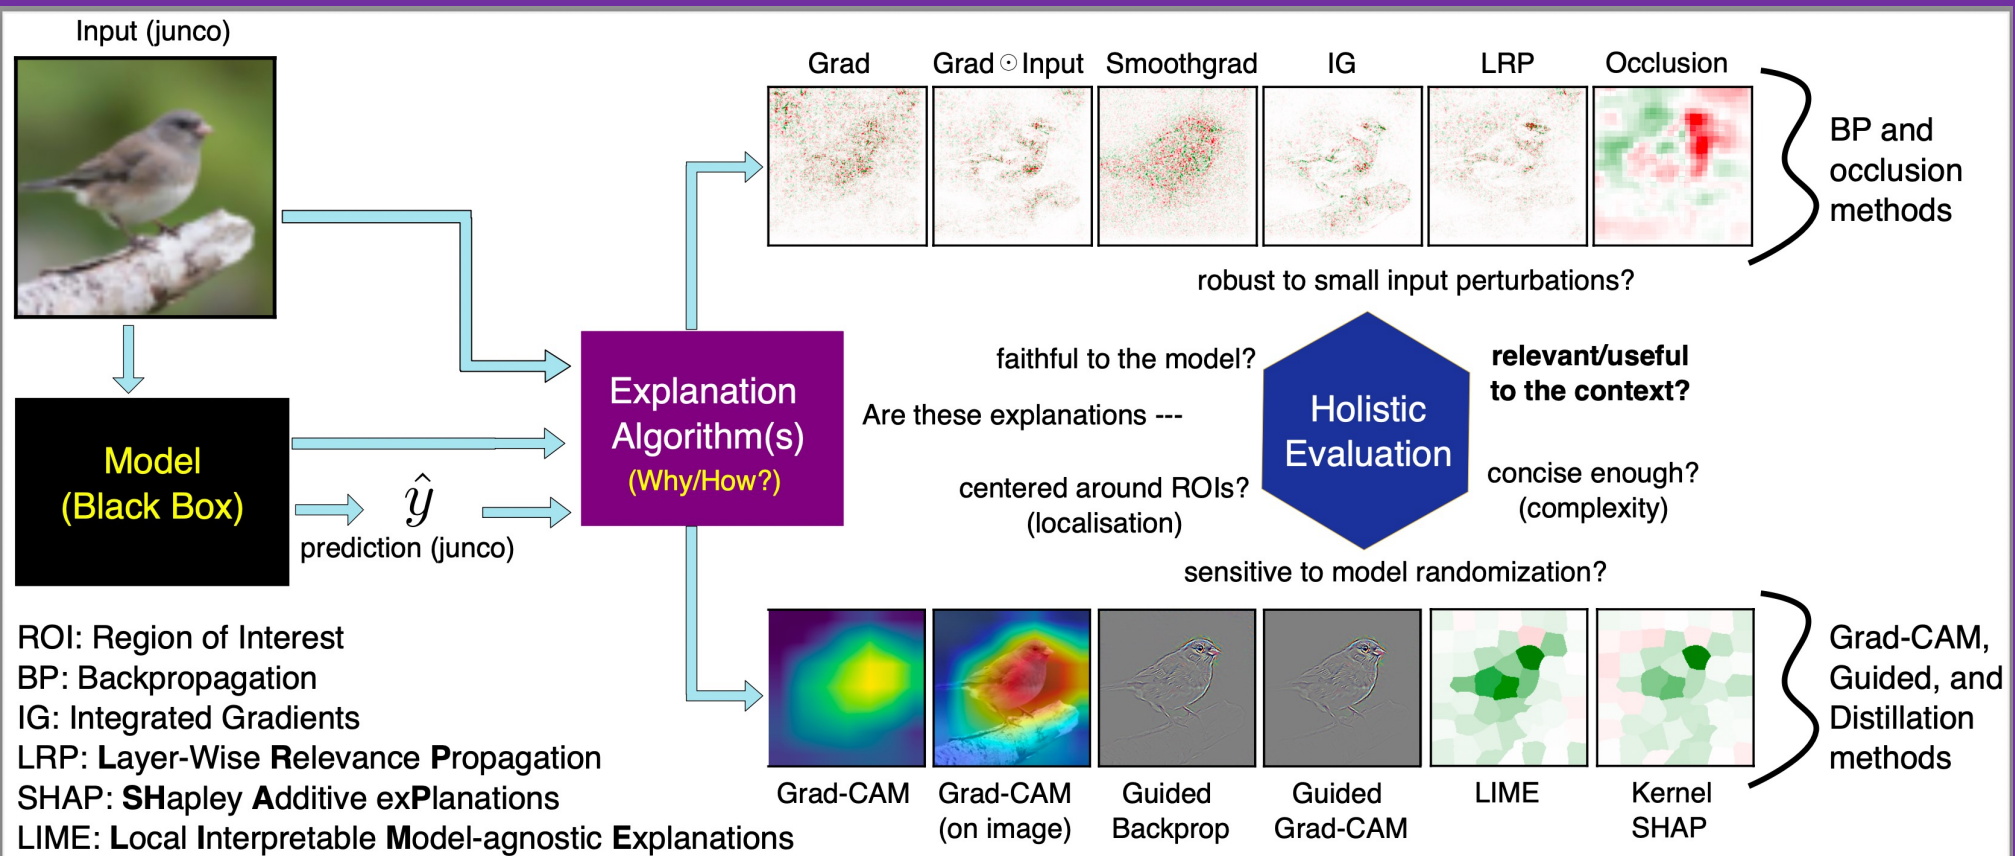 Input (junco)
Grad
Grad ⊙ Input
Smoothgrad
IG
LRP
Occlusion
BP and
occlusion
methods
robust to small input perturbations?
faithful to the model?
relevant/useful
to the context?
Are these explanations ---
Holistic
Evaluation
centered around ROIs?
(localisation)
concise enough?
(complexity)
sensitive to model randomization?
Explanation
Algorithm(s)
(Why/How?)
Model
(Black Box)
ŷ
prediction (junco)
ROI: Region of Interest
BP: Backpropagation
IG: Integrated Gradients
LRP: Layer-Wise Relevance Propagation
SHAP: SHapley Additive exPlanations
LIME: Local Interpretable Model-agnostic Explanations
Grad-CAM
Grad-CAM
(on image)
Guided
Backprop
Guided
Grad-CAM
LIME
Kernel
SHAP
Grad-CAM,
Guided, and
Distillation
methods